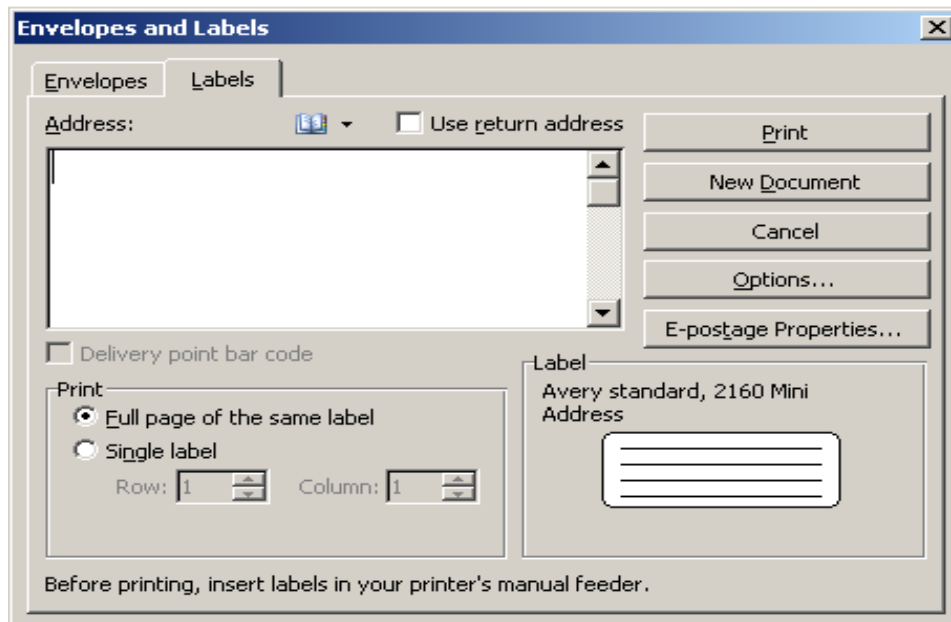 Envelopes and Labels
Envelopes
Labels
Address:
Use return address
Print
New Document
Cancel
Options...
E-postage Properties...
Delivery point bar code
Print
Full page of the same label
Single label
Row: 1
Column: 1
Label
Avery standard, 2160 Mini
Address
Before printing, insert labels in your printer's manual feeder.